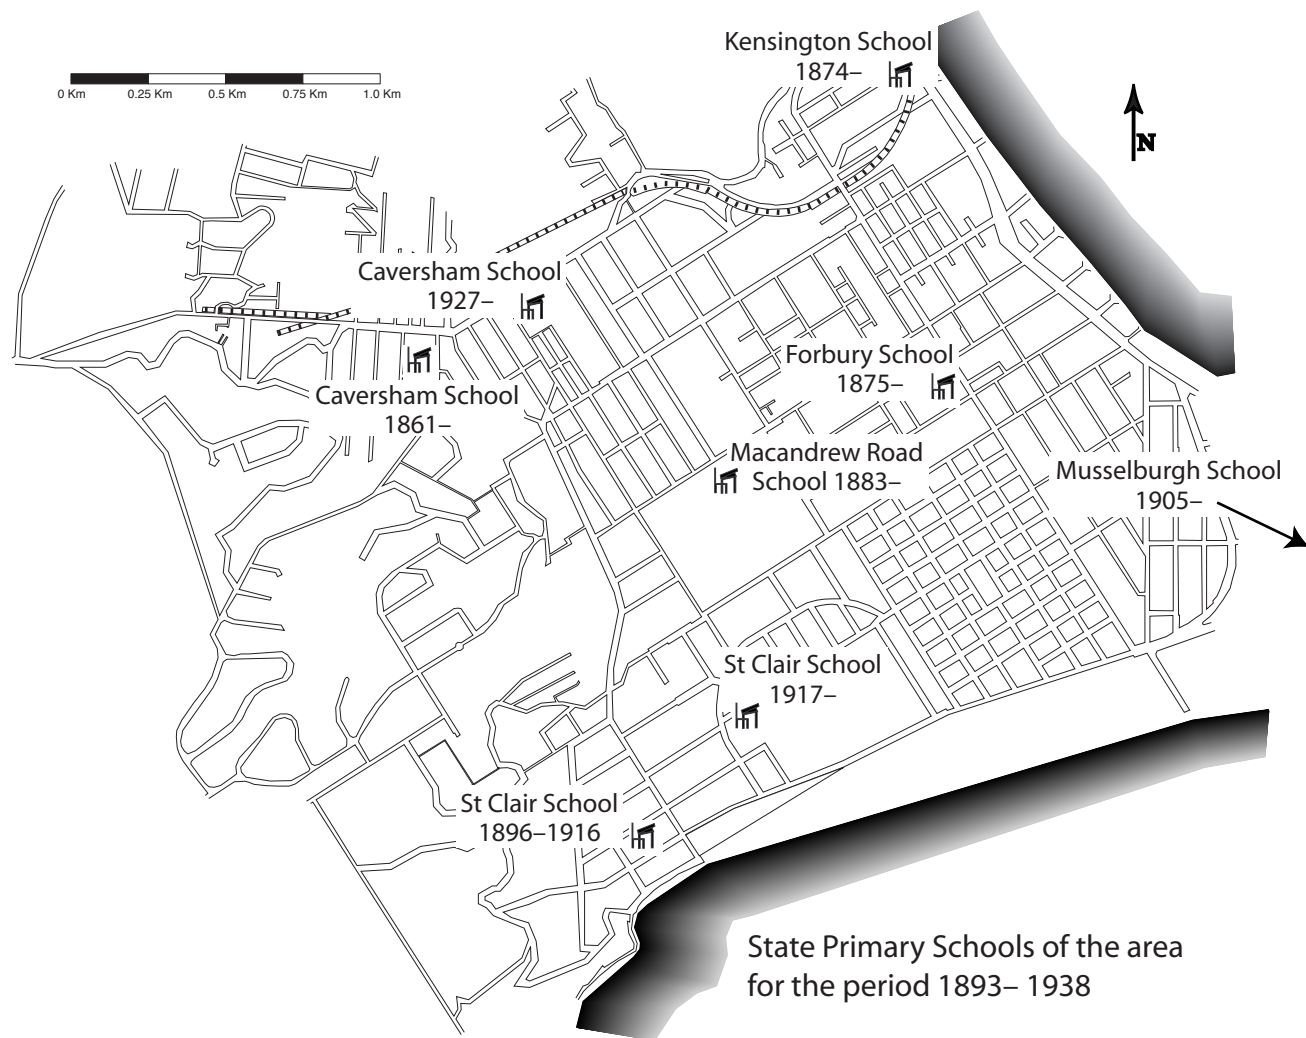 Kensington School
1874–
0 Km 0.25 Km 0.5 Km 0.75 Km 1.0 Km
N
Caversham School
1927–
Forbury School
1875–
Caversham School
1861–
Macandrew Road
School 1883–
Musselburgh School
1905–
St Clair School
1917–
St Clair School
1896–1916
State Primary Schools of the area
for the period 1893– 1938